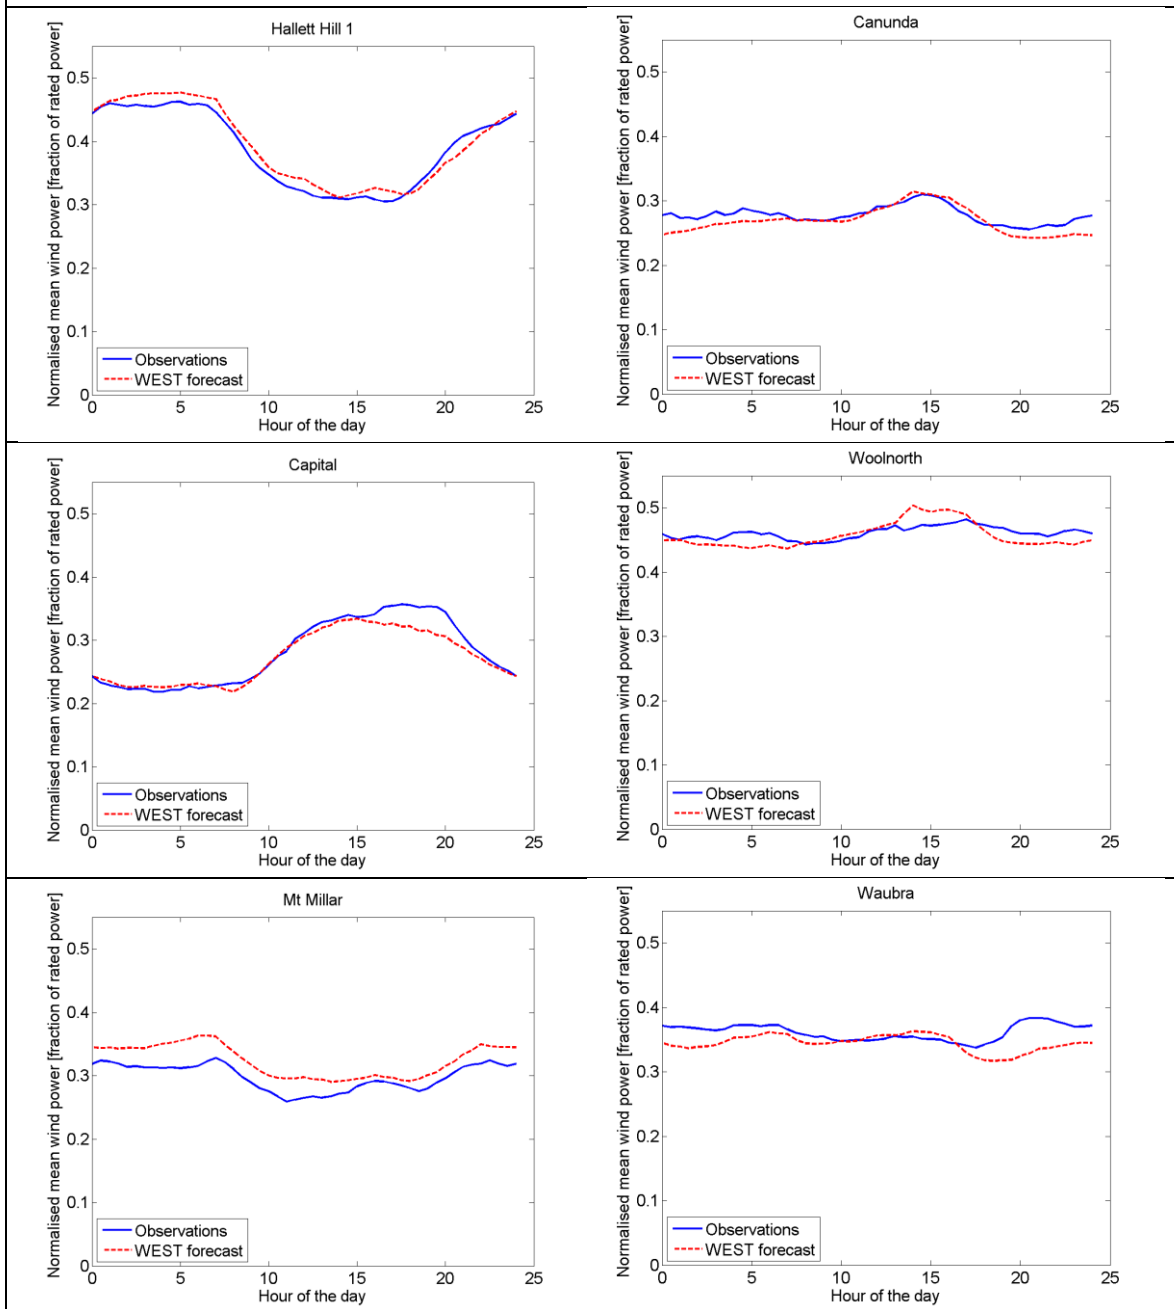 Hallett Hill 1
Normalised mean wind power [fraction of rated power]
0.5
0.4
0.3
0.2
0.1
0
Observations
WEST forecast
0 5 10 15 20 25
Hour of the day
Canunda
Normalised mean wind power [fraction of rated power]
0.5
0.4
0.3
0.2
0.1
0
Observations
WEST forecast
0 5 10 15 20 25
Hour of the day
Capital
Normalised mean wind power [fraction of rated power]
0.5
0.4
0.3
0.2
0.1
0
Observations
WEST forecast
0 5 10 15 20 25
Hour of the day
Woolnorth
Normalised mean wind power [fraction of rated power]
0.5
0.4
0.3
0.2
0.1
0
Observations
WEST forecast
0 5 10 15 20 25
Hour of the day
Mt Millar
Normalised mean wind power [fraction of rated power]
0.5
0.4
0.3
0.2
0.1
0
Observations
WEST forecast
0 5 10 15 20 25
Hour of the day
Waubra
Normalised mean wind power [fraction of rated power]
0.5
0.4
0.3
0.2
0.1
0
Observations
WEST forecast
0 5 10 15 20 25
Hour of the day